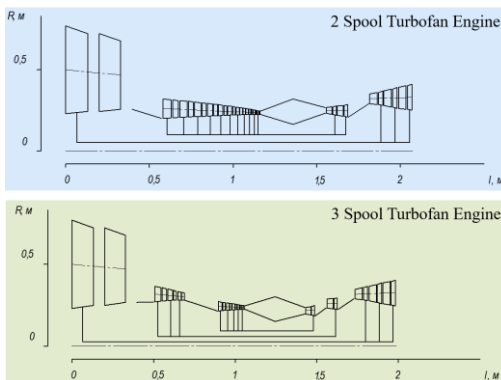 R, м
2 Spool Turbofan Engine
0,5
0
0
0,5
1
1,5
2
l, м
R, м
3 Spool Turbofan Engine
0,5
0
0
0,5
1
1,5
2
l, м